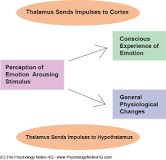 Thalamus Sends Impulses to Cortex
Conscious
Experience of
Emotion
Perception of
Emotion Arousing
Stimulus
General
Physiological
Changes
Thalamus Sends Impulses to Hypothalamus
(C) The Psychology Notes HQ - www.PsychologyNotesHQ.com